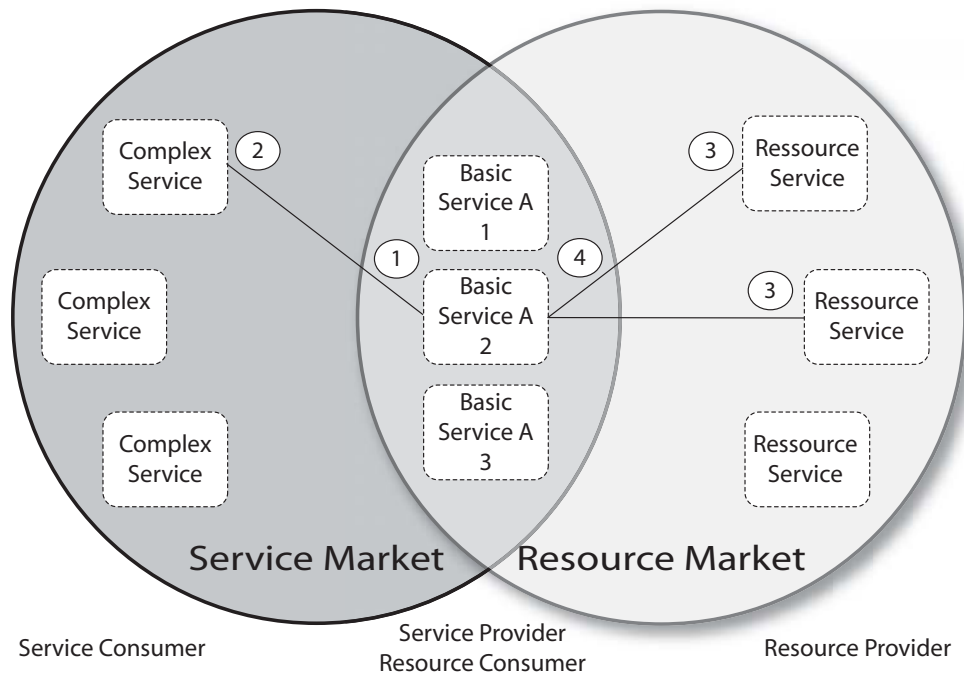 Complex
Service
2
Complex
Service
Complex
Service
Basic
Service A
1
1
Basic
Service A
2
Basic
Service A
3
4
3
Ressource
Service
3
Ressource
Service
Ressource
Service
Service Market
Resource Market
Service Consumer
Service Provider
Resource Consumer
Resource Provider